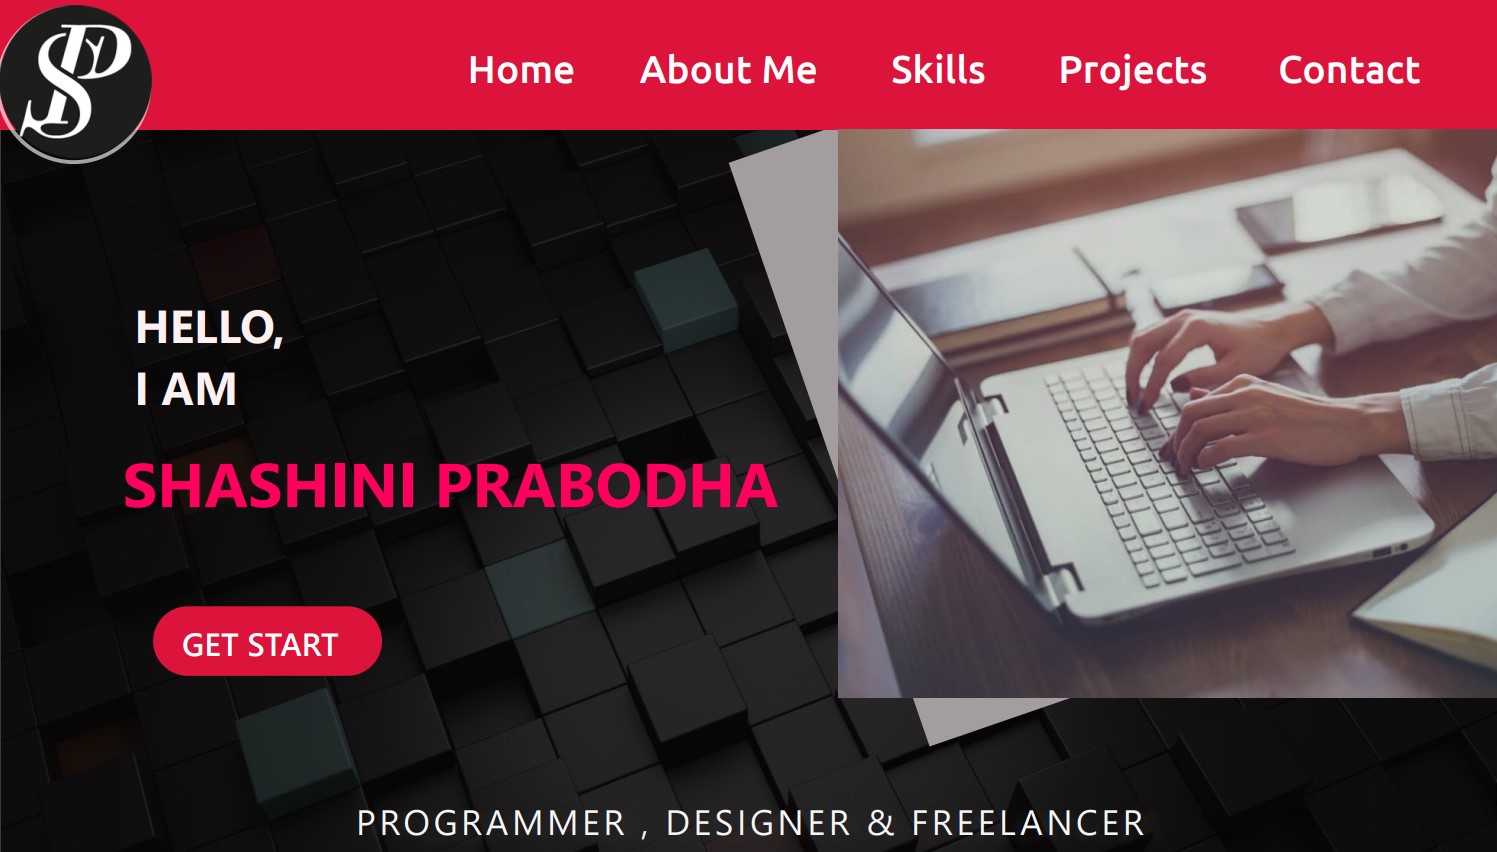 SP
Home About Me Skills Projects Contact
HELLO,
I AM
SHASHINI PRABODHA
GET START
PROGRAMMER , DESIGNER & FREELANCER